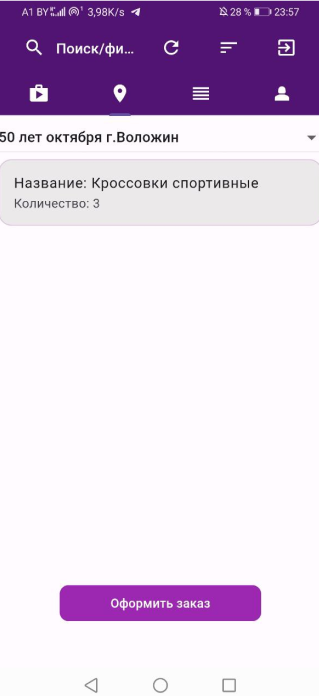 A1 BY 3,98K/s 28 % 23:57
Поиск/фи...
50 лет октября г.Воложин
Название: Кроссовки спортивные
Количество: 3
Оформить заказ